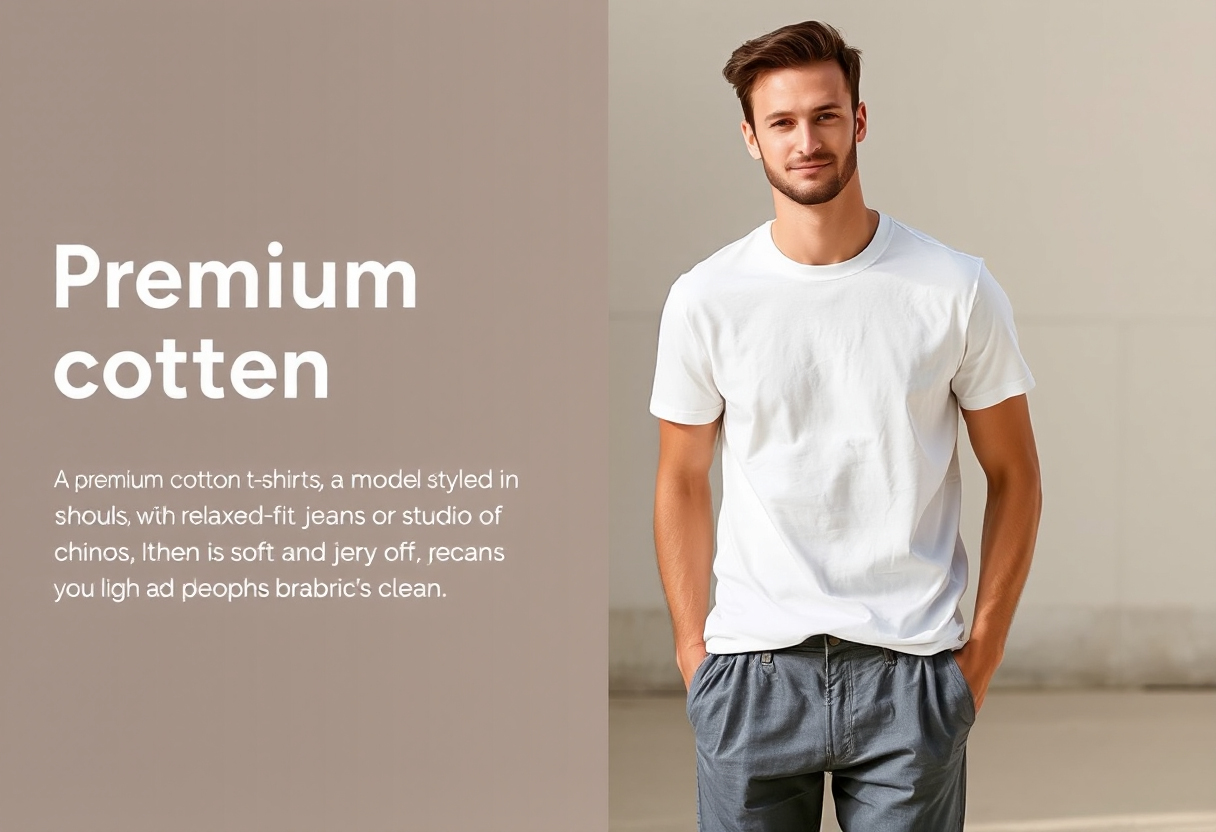 Premium
cotten
A premium cotton t-shirts, a model styled in
shouls, with relaxed-fit jeans or studio of
chinos, Ithen is soft and jery off, recans
you ligh ad peophs brabric's clean.